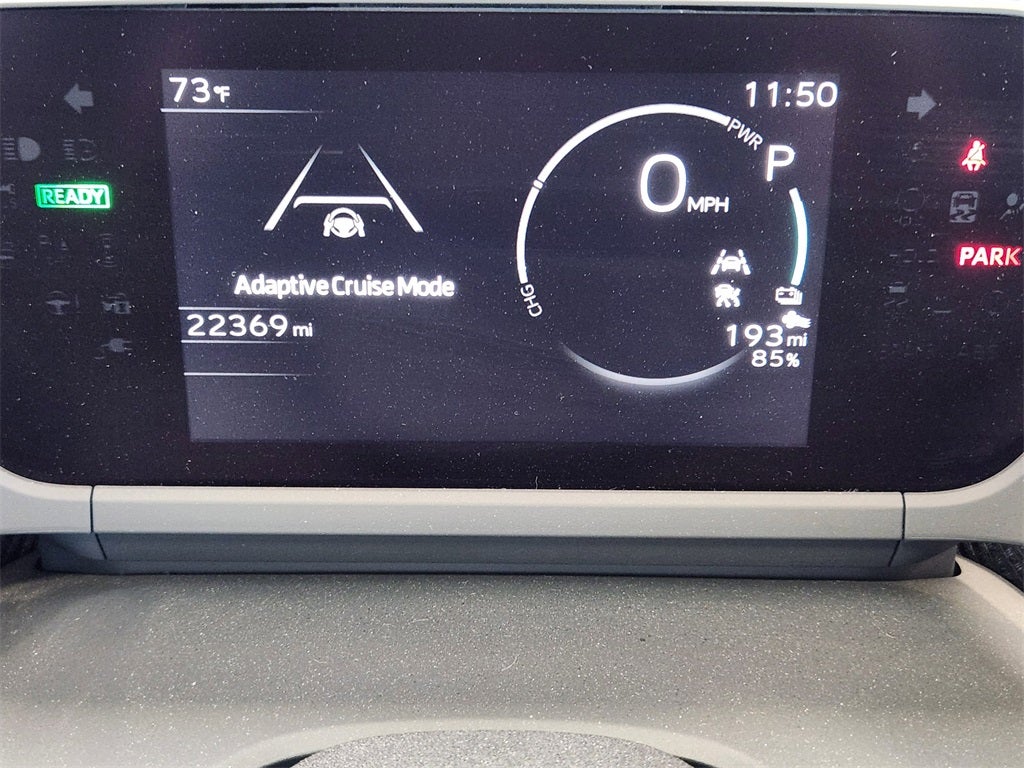 73°F
11:50
PWR
P
0 MPH
READY
PARK
CHG
Adaptive Cruise Mode
22369 mi
193 mi
85%